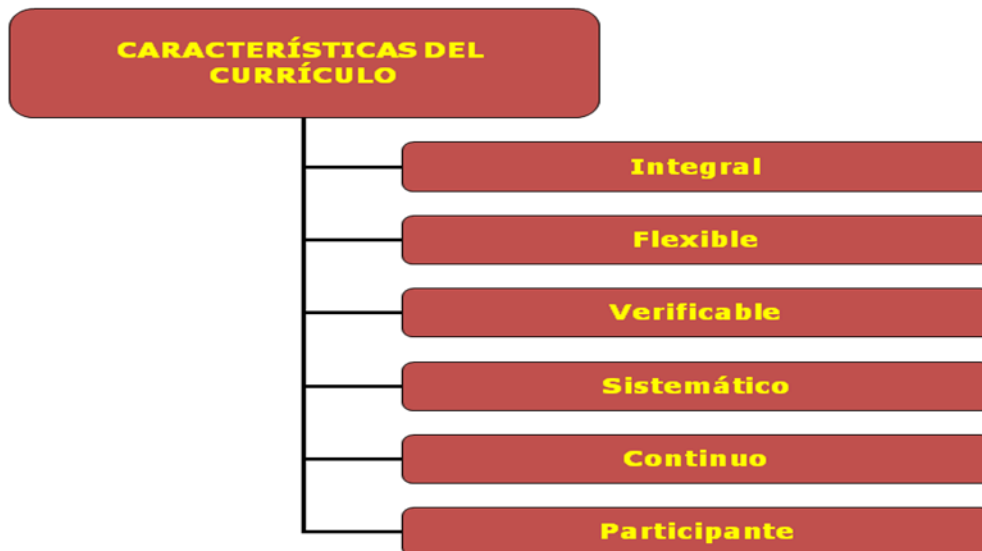 CARACTERÍSTICAS DEL
CURRÍCULO
Integral
Flexible
Verificable
Sistemático
Continuo
Participante